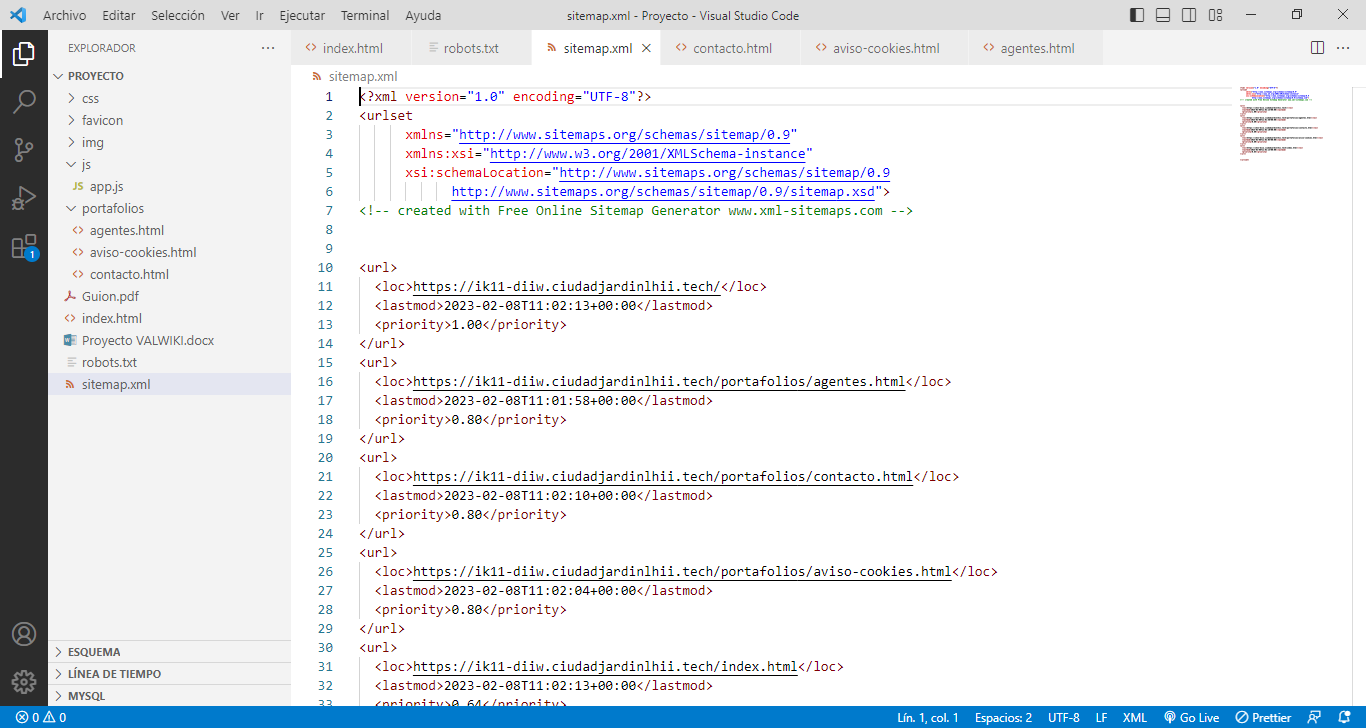 Archivo Editar Selección Ver Ir Ejecutar Terminal Ayuda
sitemap.xml - Proyecto - Visual Studio Code
EXPLORADOR
PROYECTO
css
favicon
img
js
JS app.js
portafolios
agentes.html
aviso-cookies.html
contacto.html
Guion.pdf
index.html
Proyecto VALWIKI.docx
robots.txt
sitemap.xml
ESQUEMA
LÍNEA DE TIEMPO
MYSQL
1
index.html robots.txt sitemap.xml contacto.html aviso-cookies.html agentes.html
sitemap.xml
1 <?xml version="1.0" encoding="UTF-8"?>
2 <urlset
3 xmlns="http://www.sitemaps.org/schemas/sitemap/0.9"
4 xmlns:xsi="http://www.w3.org/2001/XMLSchema-instance"
5 xsi:schemaLocation="http://www.sitemaps.org/schemas/sitemap/0.9
6 http://www.sitemaps.org/schemas/sitemap/0.9/sitemap.xsd">
7 <!-- created with Free Online Sitemap Generator www.xml-sitemaps.com -->
8
9
10 <url>
11 <loc>https://ik11-diiw.ciudadjardinlhii.tech/</loc>
12 <lastmod>2023-02-08T11:02:13+00:00</lastmod>
13 <priority>1.00</priority>
14 </url>
15 <url>
16 <loc>https://ik11-diiw.ciudadjardinlhii.tech/portafolios/agentes.html</loc>
17 <lastmod>2023-02-08T11:01:58+00:00</lastmod>
18 <priority>0.80</priority>
19 </url>
20 <url>
21 <loc>https://ik11-diiw.ciudadjardinlhii.tech/portafolios/contacto.html</loc>
22 <lastmod>2023-02-08T11:02:10+00:00</lastmod>
23 <priority>0.80</priority>
24 </url>
25 <url>
26 <loc>https://ik11-diiw.ciudadjardinlhii.tech/portafolios/aviso-cookies.html</loc>
27 <lastmod>2023-02-08T11:02:04+00:00</lastmod>
28 <priority>0.80</priority>
29 </url>
30 <url>
31 <loc>https://ik11-diiw.ciudadjardinlhii.tech/index.html</loc>
32 <lastmod>2023-02-08T11:02:13+00:00</lastmod>
33 <priority>0.64</priority>
0 0 Lín. 1, col. 1 Espacios: 2 UTF-8 LF XML Go Live Prettier